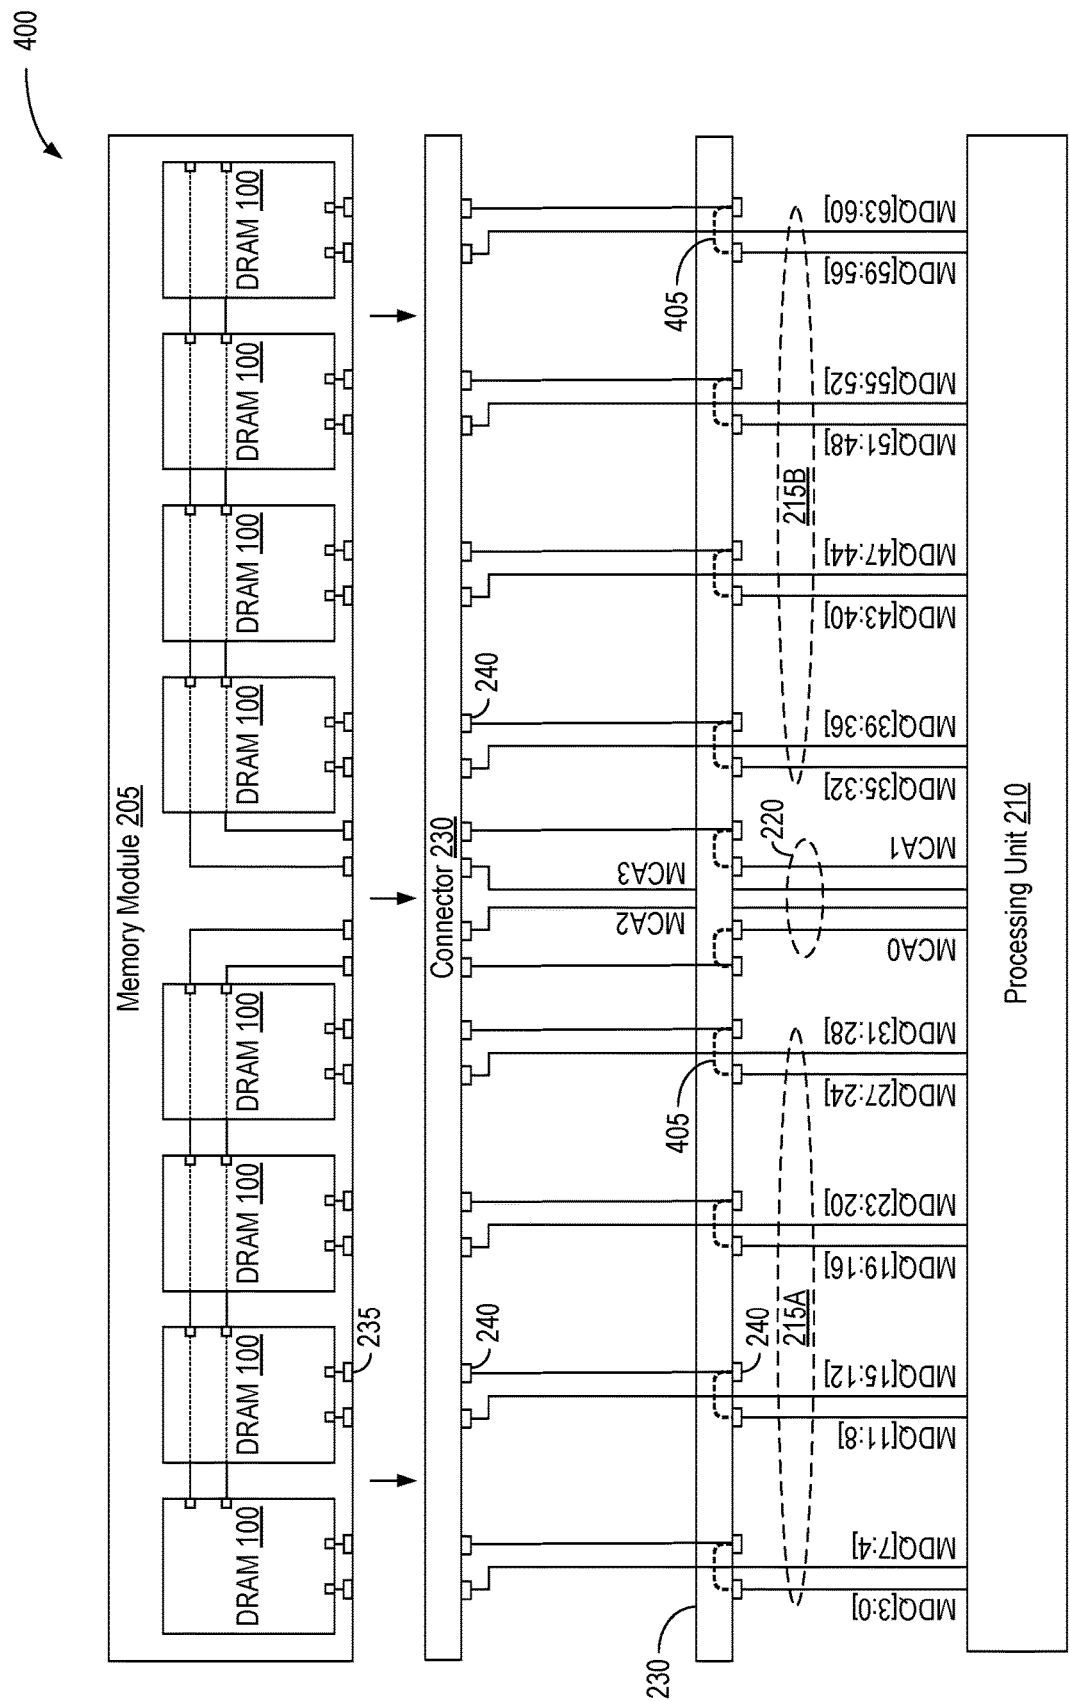 400
Memory Module 205
DRAM 100
DRAM 100
DRAM 100
DRAM 100
DRAM 100
DRAM 100
DRAM 100
DRAM 100
235
Connector 230
240
240
MCA2
MCA3
230
405
405
240
215A
220
215B
MDQ[3:0]
MDQ[7:4]
MDQ[11:8]
MDQ[15:12]
MDQ[19:16]
MDQ[23:20]
MDQ[27:24]
MDQ[31:28]
MCA0
MCA1
MDQ[35:32]
MDQ[39:36]
MDQ[43:40]
MDQ[47:44]
MDQ[51:48]
MDQ[55:52]
MDQ[59:56]
MDQ[63:60]
Processing Unit 210